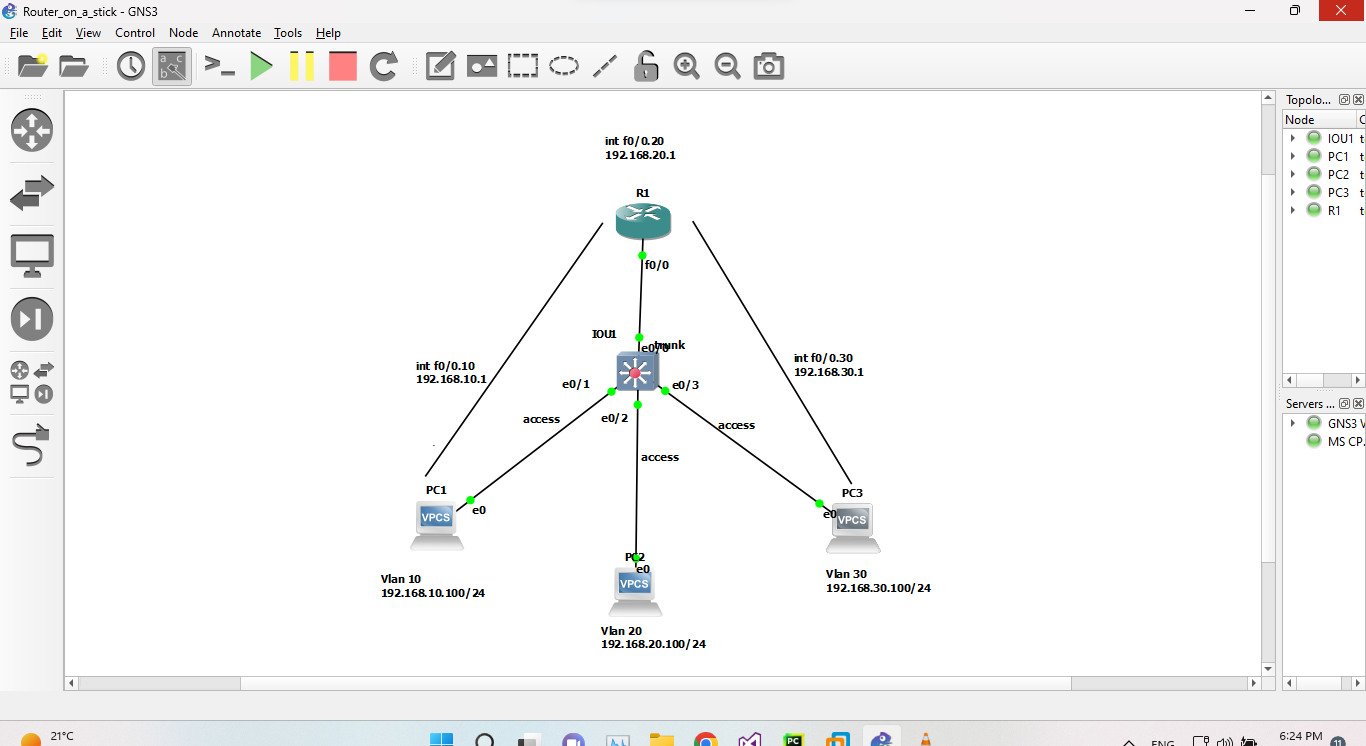 Router_on_a_stick - GNS3
File Edit View Control Node Annotate Tools Help
Topolo...
Node
IOU1
PC1
PC2
PC3
R1
Servers ...
GNS3 V
MS CP.
int f0/0.20
192.168.20.1
R1
f0/0
IOU1
e0/0
trunk
int f0/0.10
192.168.10.1
int f0/0.30
192.168.30.1
e0/1
e0/3
e0/2
access
access
access
PC1
e0
VPCS
Vlan 10
192.168.10.100/24
PC2
e0
VPCS
Vlan 20
192.168.20.100/24
PC3
e0
VPCS
Vlan 30
192.168.30.100/24
21°C
PC
ENG
6:24 PM
11